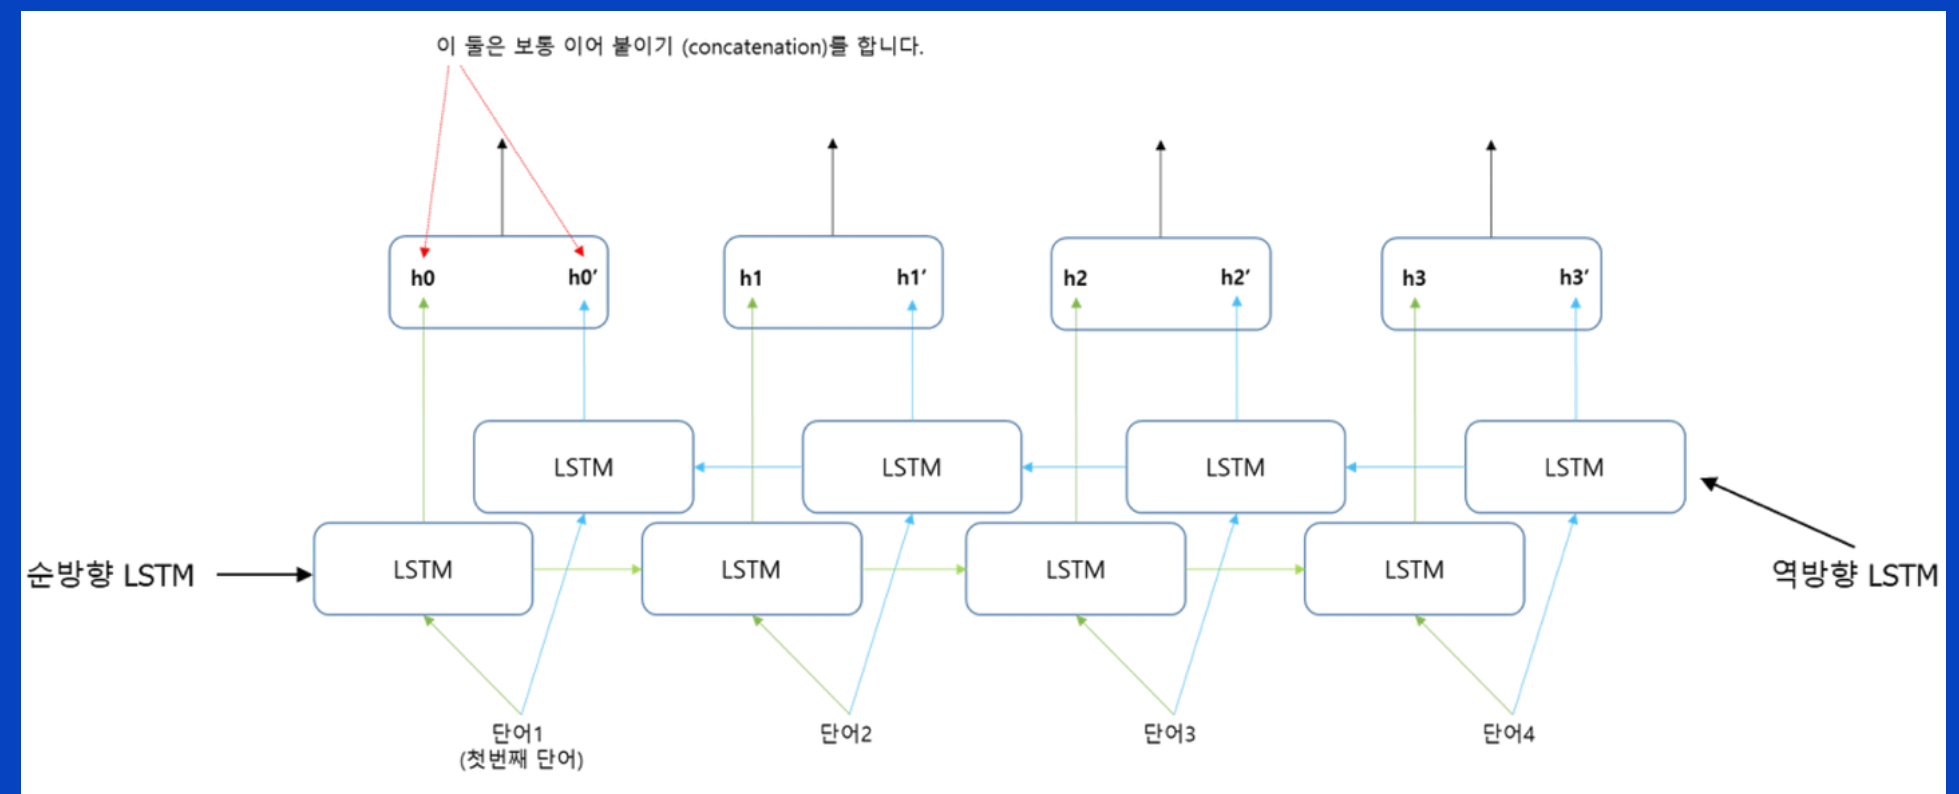 이 둘은 보통 이어 붙이기 (concatenation)를 합니다.
h0 h0′ h1 h1′ h2 h2′ h3 h3′
LSTM LSTM LSTM LSTM
순방향 LSTM LSTM LSTM LSTM LSTM 역방향 LSTM
단어1 단어2 단어3 단어4
(첫번째 단어)